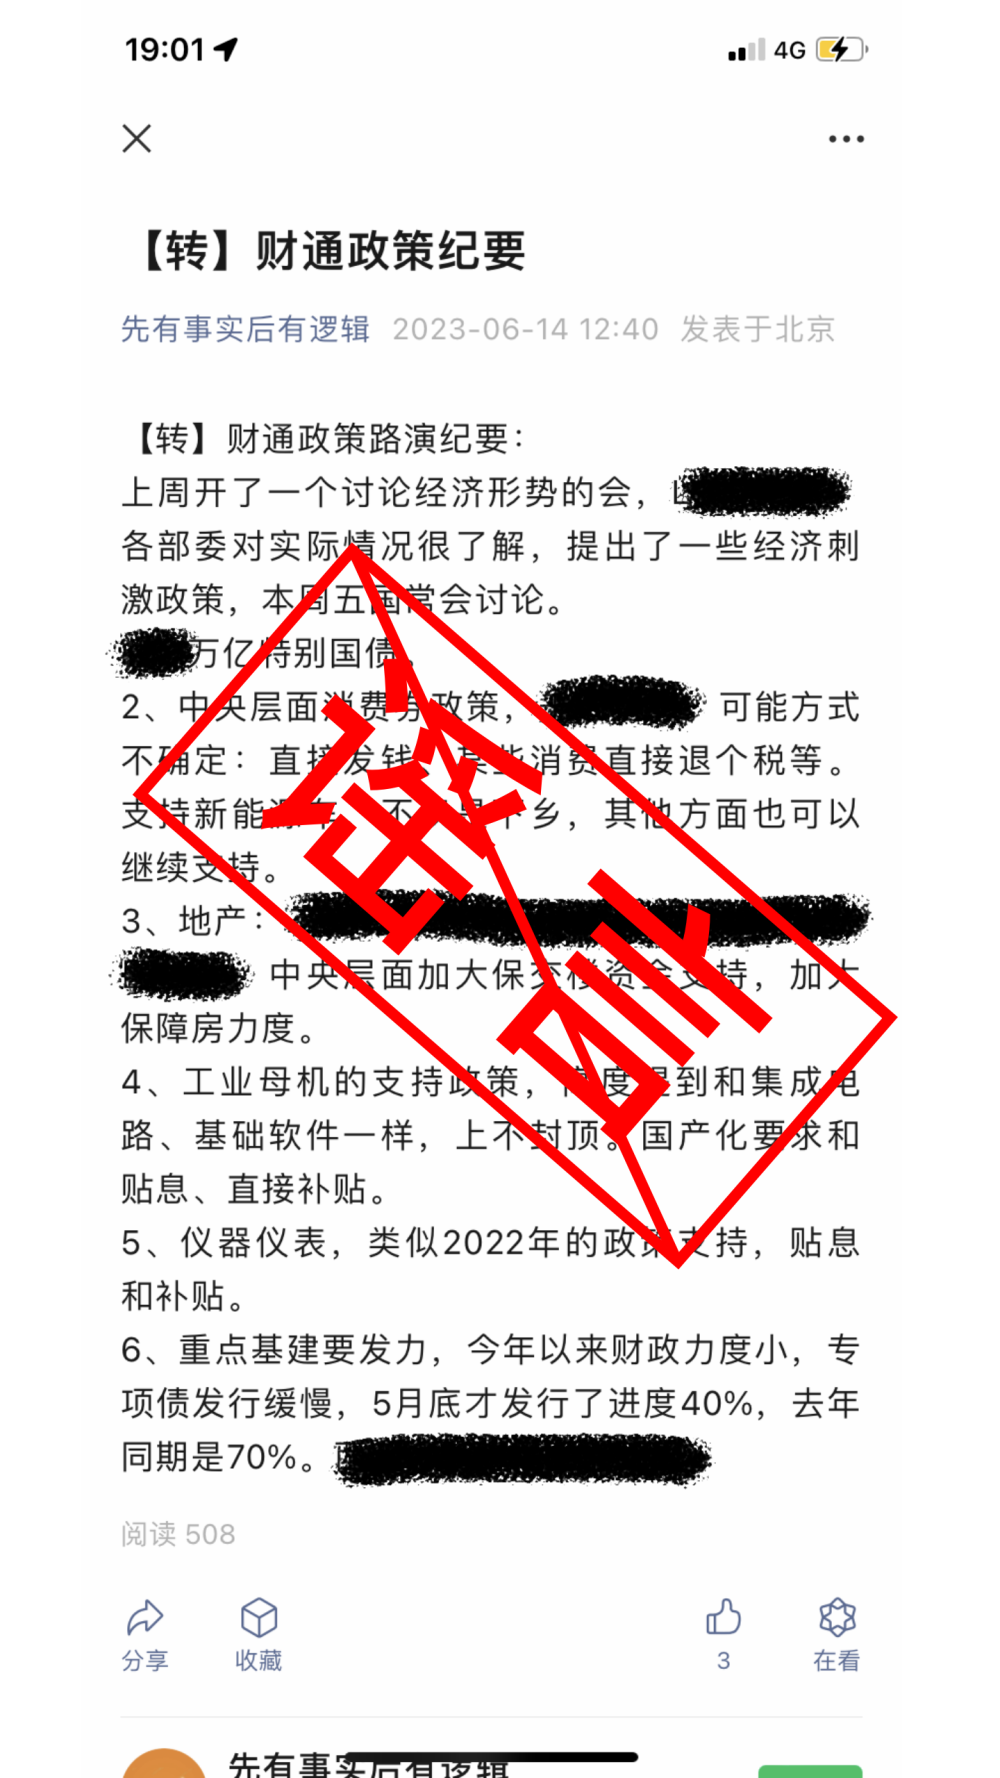 19:01
4G
【转】财通政策纪要
先有事实后有逻辑 2023-06-14 12:40 发表于北京
【转】财通政策路演纪要：
上周开了一个讨论经济形势的会，
各部委对实际情况很了解，提出了一些经济刺
激政策，本周五国常会讨论。
万亿特别国债。
2、中央层面消费券政策， 可能方式
不确定：直接发钱、某些消费直接退个税等。
支持新能源车，不 是下乡，其他方面也可以
继续支持。
3、地产：
中央层面加大保交楼资金支持，加大
保障房力度。
4、工业母机的支持政策， 度提到和集成电
路、基础软件一样，上不封顶。国产化要求和
贴息、直接补贴。
5、仪器仪表，类似2022年的政策支持，贴息
和补贴。
6、重点基建要发力，今年以来财政力度小，专
项债发行缓慢，5月底才发行了进度40%，去年
同期是70%。
谣言
阅读 508
分享 收藏 3 在看
先有事实后有逻辑